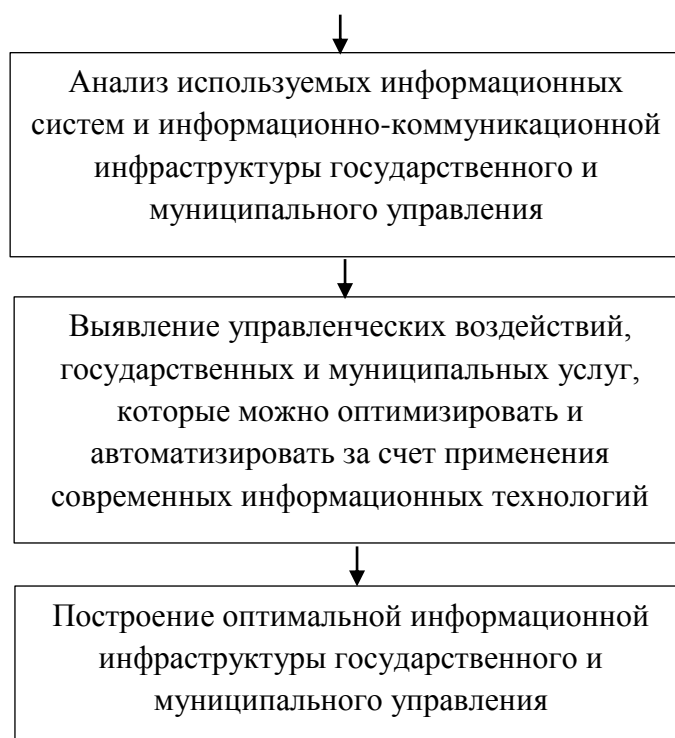 Анализ используемых информационных
систем и информационно-коммуникационной
инфраструктуры государственного и
муниципального управления
Выявление управленческих воздействий,
государственных и муниципальных услуг,
которые можно оптимизировать и
автоматизировать за счет применения
современных информационных технологий
Построение оптимальной информационной
инфраструктуры государственного и
муниципального управления